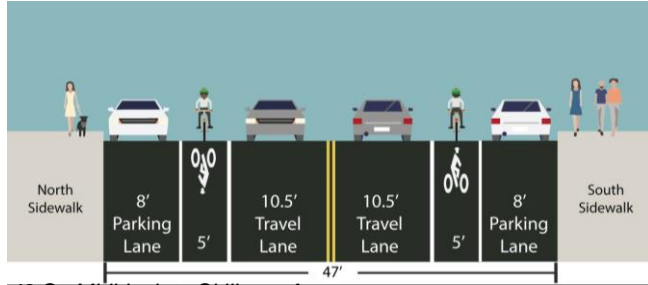 North
Sidewalk
8'
Parking
Lane
5'
10.5'
Travel
Lane
10.5'
Travel
Lane
5'
8'
Parking
Lane
South
Sidewalk
47'